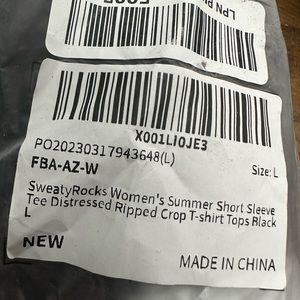 LPN
X001LI0JE3
PO20230317943648(L)
Size: L
FBA-AZ-W
SweatyRocks Women's Summer Short Sleeve
Tee Distressed Ripped Crop T-shirt Tops Black
L
NEW
MADE IN CHINA